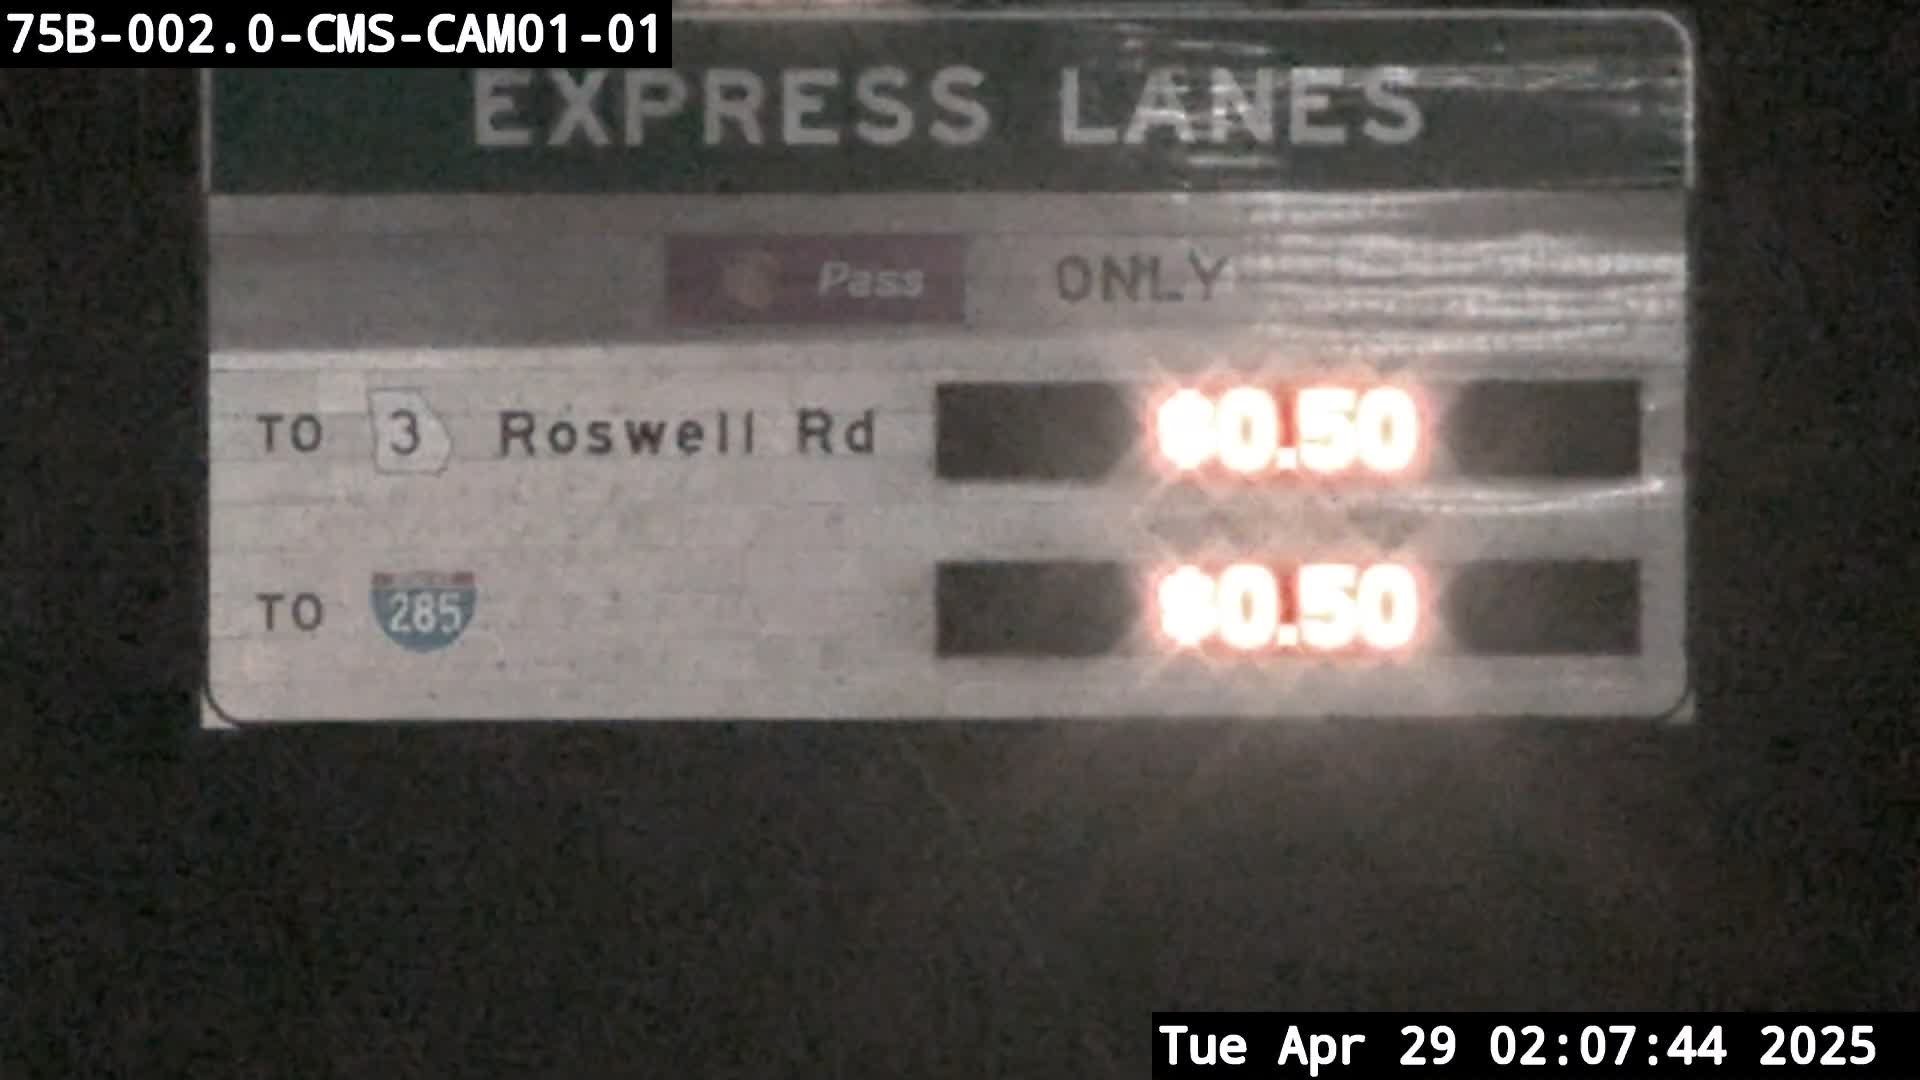 75B-002.0-CMS-CAM01-01
EXPRESS LANES
Pass ONLY
TO 3 Roswell Rd $0.50
TO 285 $0.50
Tue Apr 29 02:07:44 2025